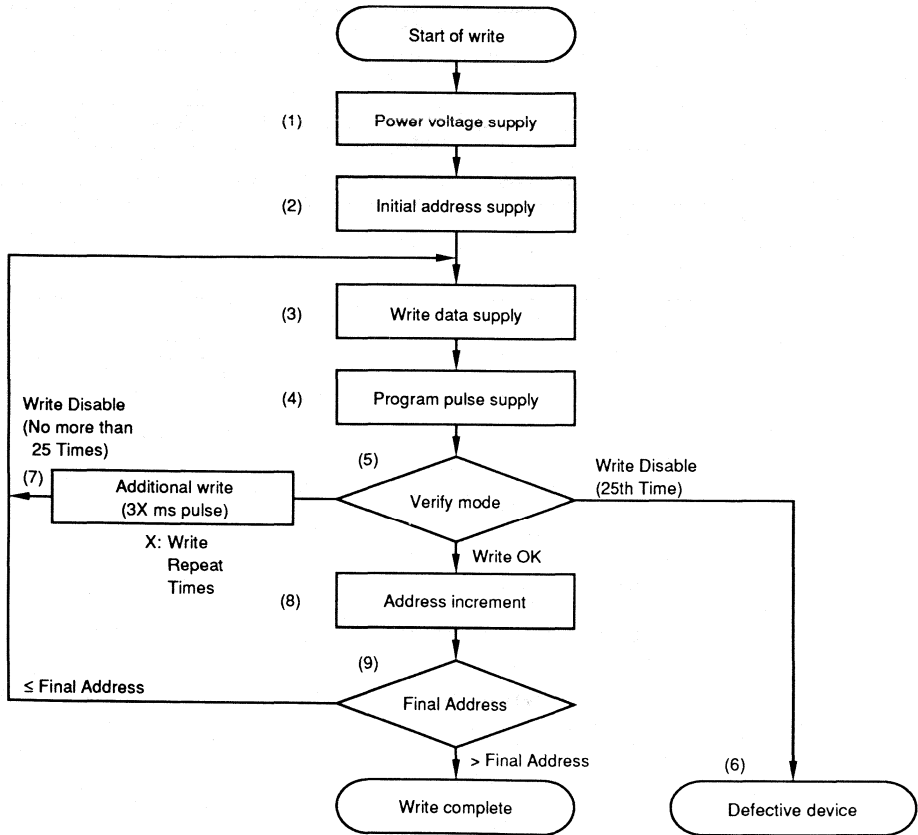 Start of write
(1)
Power voltage supply
(2)
Initial address supply
(3)
Write data supply
(4)
Program pulse supply
Write Disable
(No more than
25 Times)
(5)
Verify mode
Write Disable
(25th Time)
(7)
Additional write
(3X ms pulse)
X: Write
Repeat
Times
Write OK
(8)
Address increment
(9)
Final Address
≤ Final Address
> Final Address
Write complete
(6)
Defective device